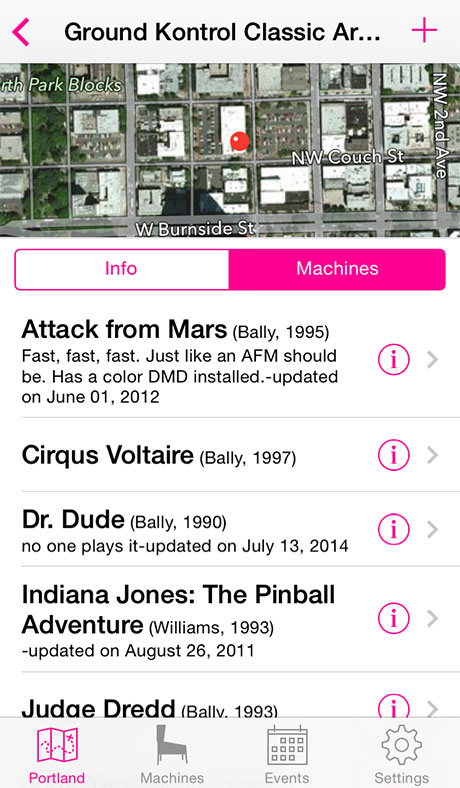 Ground Kontrol Classic Ar...
rth Park Blocks
NW 2nd Ave
NW Couch St
W Burnside St
Info
Machines
Attack from Mars (Bally, 1995)
Fast, fast, fast. Just like an AFM should
be. Has a color DMD installed.-updated
on June 01, 2012
Cirqus Voltaire (Bally, 1997)
Dr. Dude (Bally, 1990)
no one plays it-updated on July 13, 2014
Indiana Jones: The Pinball
Adventure (Williams, 1993)
-updated on August 26, 2011
Judge Dredd (Bally, 1993)
Portland
Machines
Events
Settings